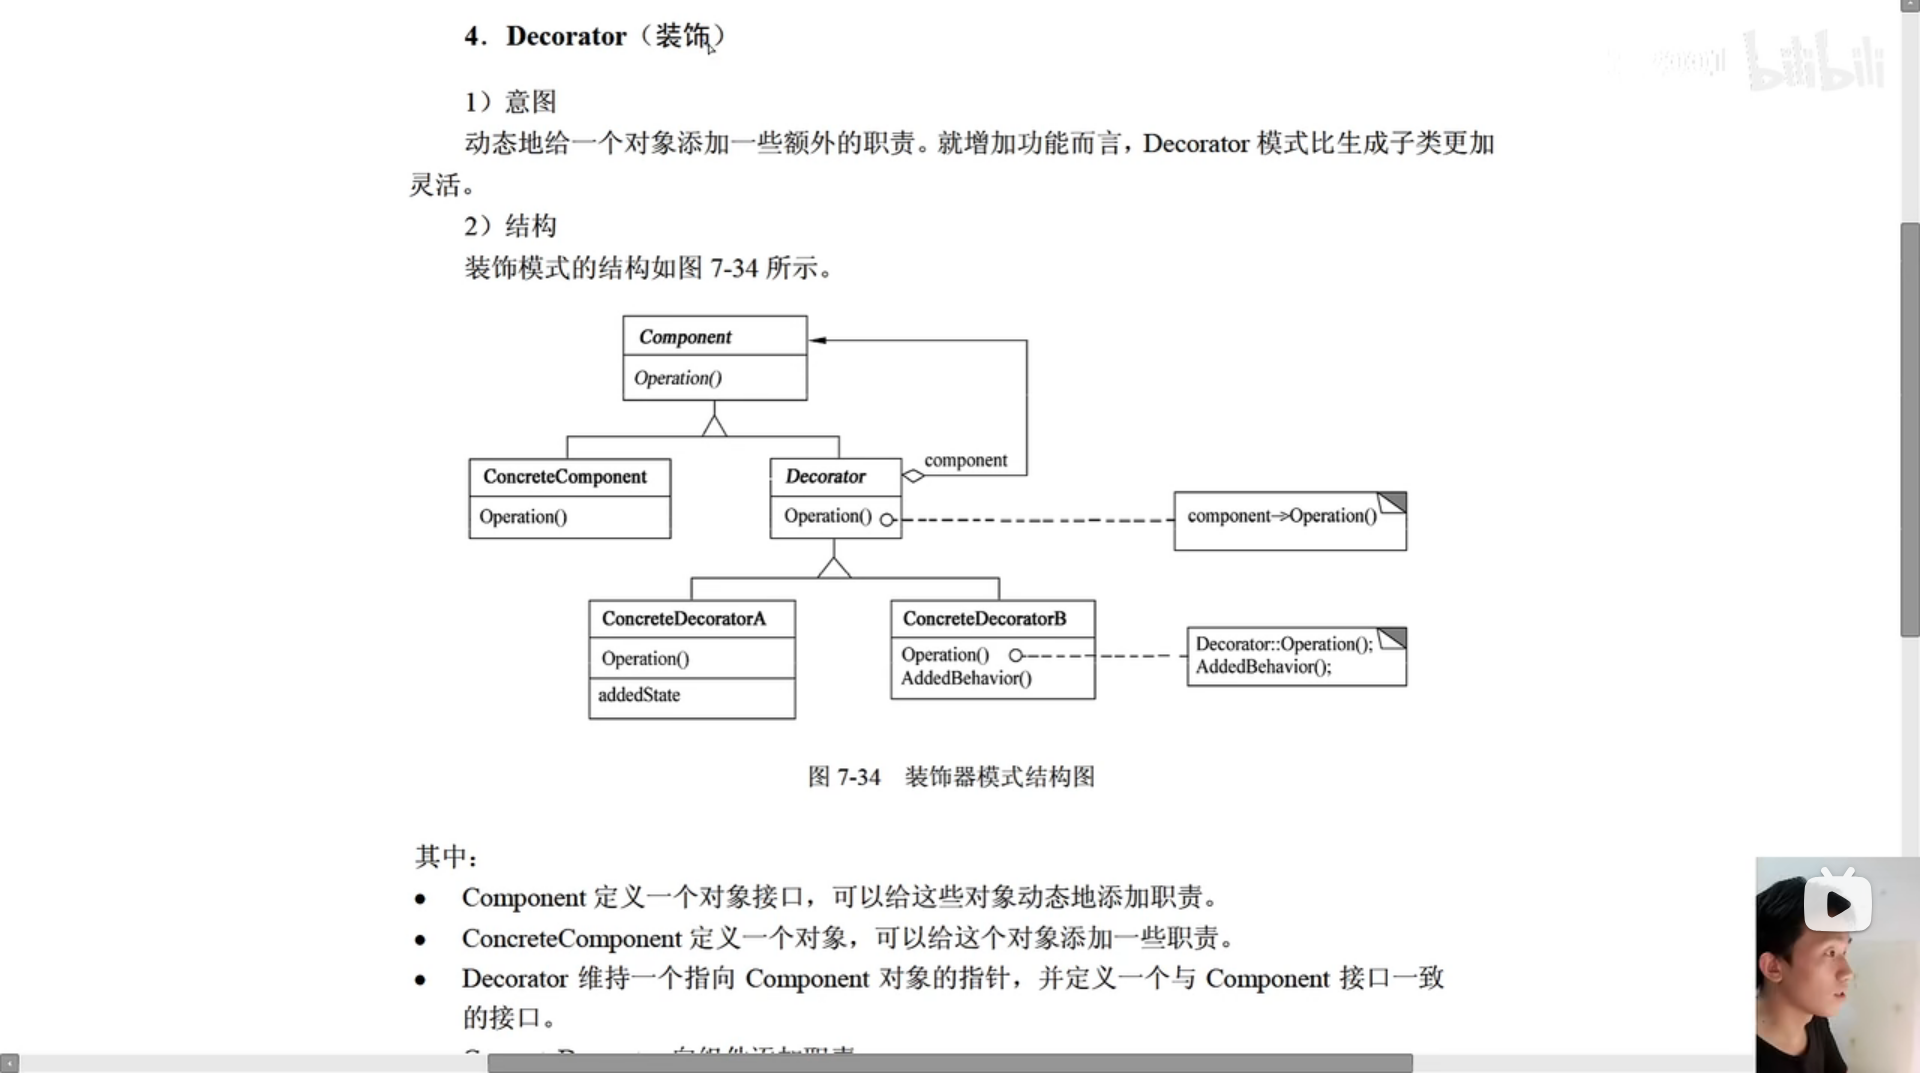 4．Decorator（装饰）
bilibili
1）意图
动态地给一个对象添加一些额外的职责。就增加功能而言，Decorator 模式比生成子类更加
灵活。
2）结构
装饰模式的结构如图 7-34 所示。
Component
Operation()
component
ConcreteComponent
Operation()
Decorator
Operation()
component->Operation()
ConcreteDecoratorA
Operation()
addedState
ConcreteDecoratorB
Operation()
AddedBehavior()
Decorator::Operation();
AddedBehavior();
图 7-34 装饰器模式结构图
其中：
● Component 定义一个对象接口，可以给这些对象动态地添加职责。
● ConcreteComponent 定义一个对象，可以给这个对象添加一些职责。
● Decorator 维持一个指向 Component 对象的指针，并定义一个与 Component 接口一致
的接口。